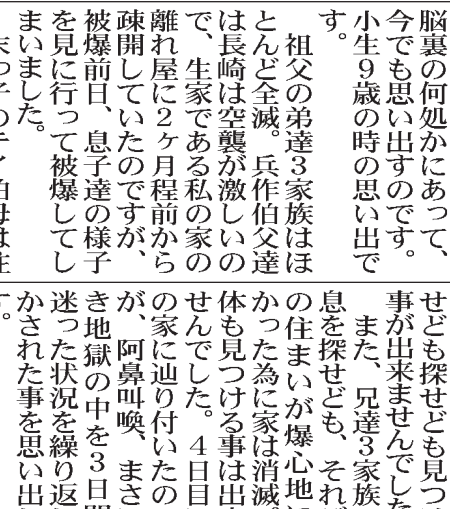 脳裏の何処かにあって、
今でも思い出すのです。
小生９歳の時の思い出で
す。
　祖父の弟達３家族はほ
とんど全滅。兵作伯父達
は長崎は空襲が激しいの
で、生家である私の家の
離れ屋に２ヶ月程前から
疎開していたのですが、
被爆前日、息子達の様子
を見に行って被爆してし
まいました。
せども探せども見つけ
事が出来ませんでした
　また、兄達３家族
息を探せども、それ
の住まいが爆心地に
かった為に家は消滅。
体も見つける事は出
せんでした。４日目
の家に辿り付いたの
が、阿鼻叫喚、まさ
き地獄の中を３日間
迷った状況を繰り返
かされた事を思い出し
す。